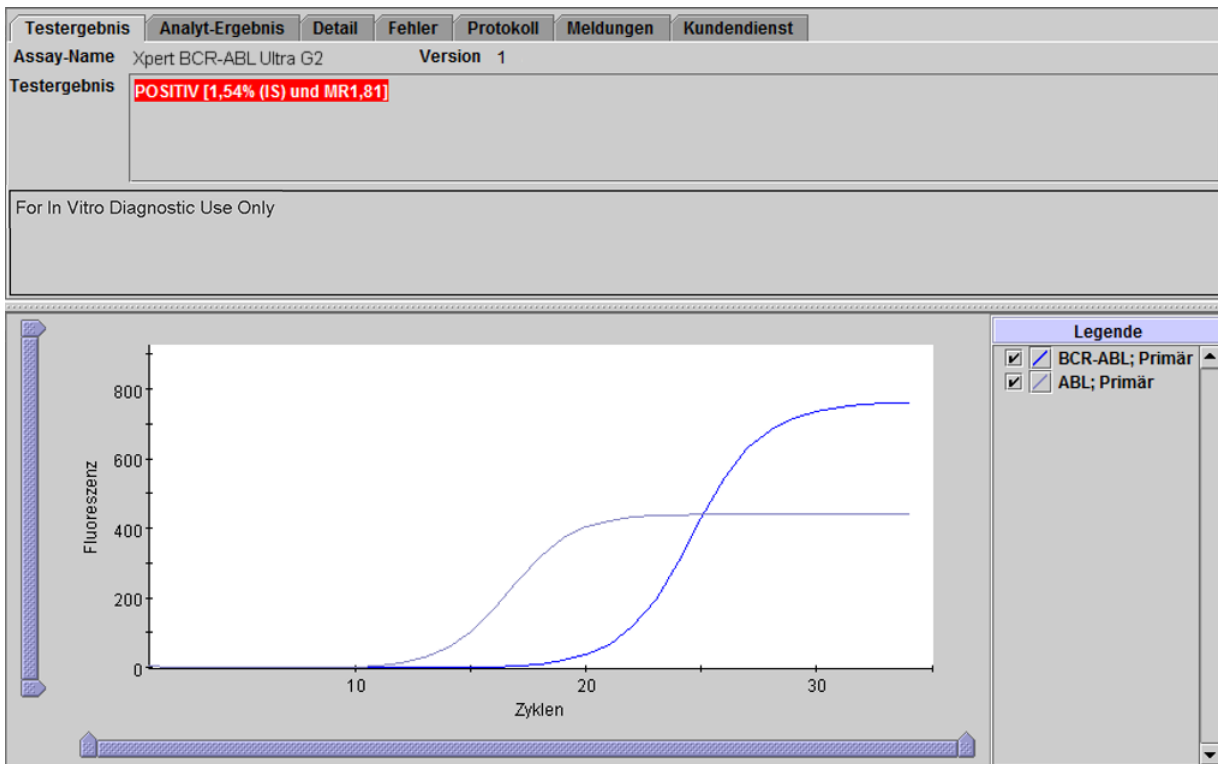 Testergebnis Analyt-Ergebnis Detail Fehler Protokoll Meldungen Kundendienst
Assay-Name Xpert BCR-ABL Ultra G2 Version 1
Testergebnis POSITIV [1,54% (IS) und MR1,81]
For In Vitro Diagnostic Use Only
Legende
BCR-ABL; Primär
ABL; Primär
800
600
400
200
0
Fluoreszenz
10 20 30
Zyklen